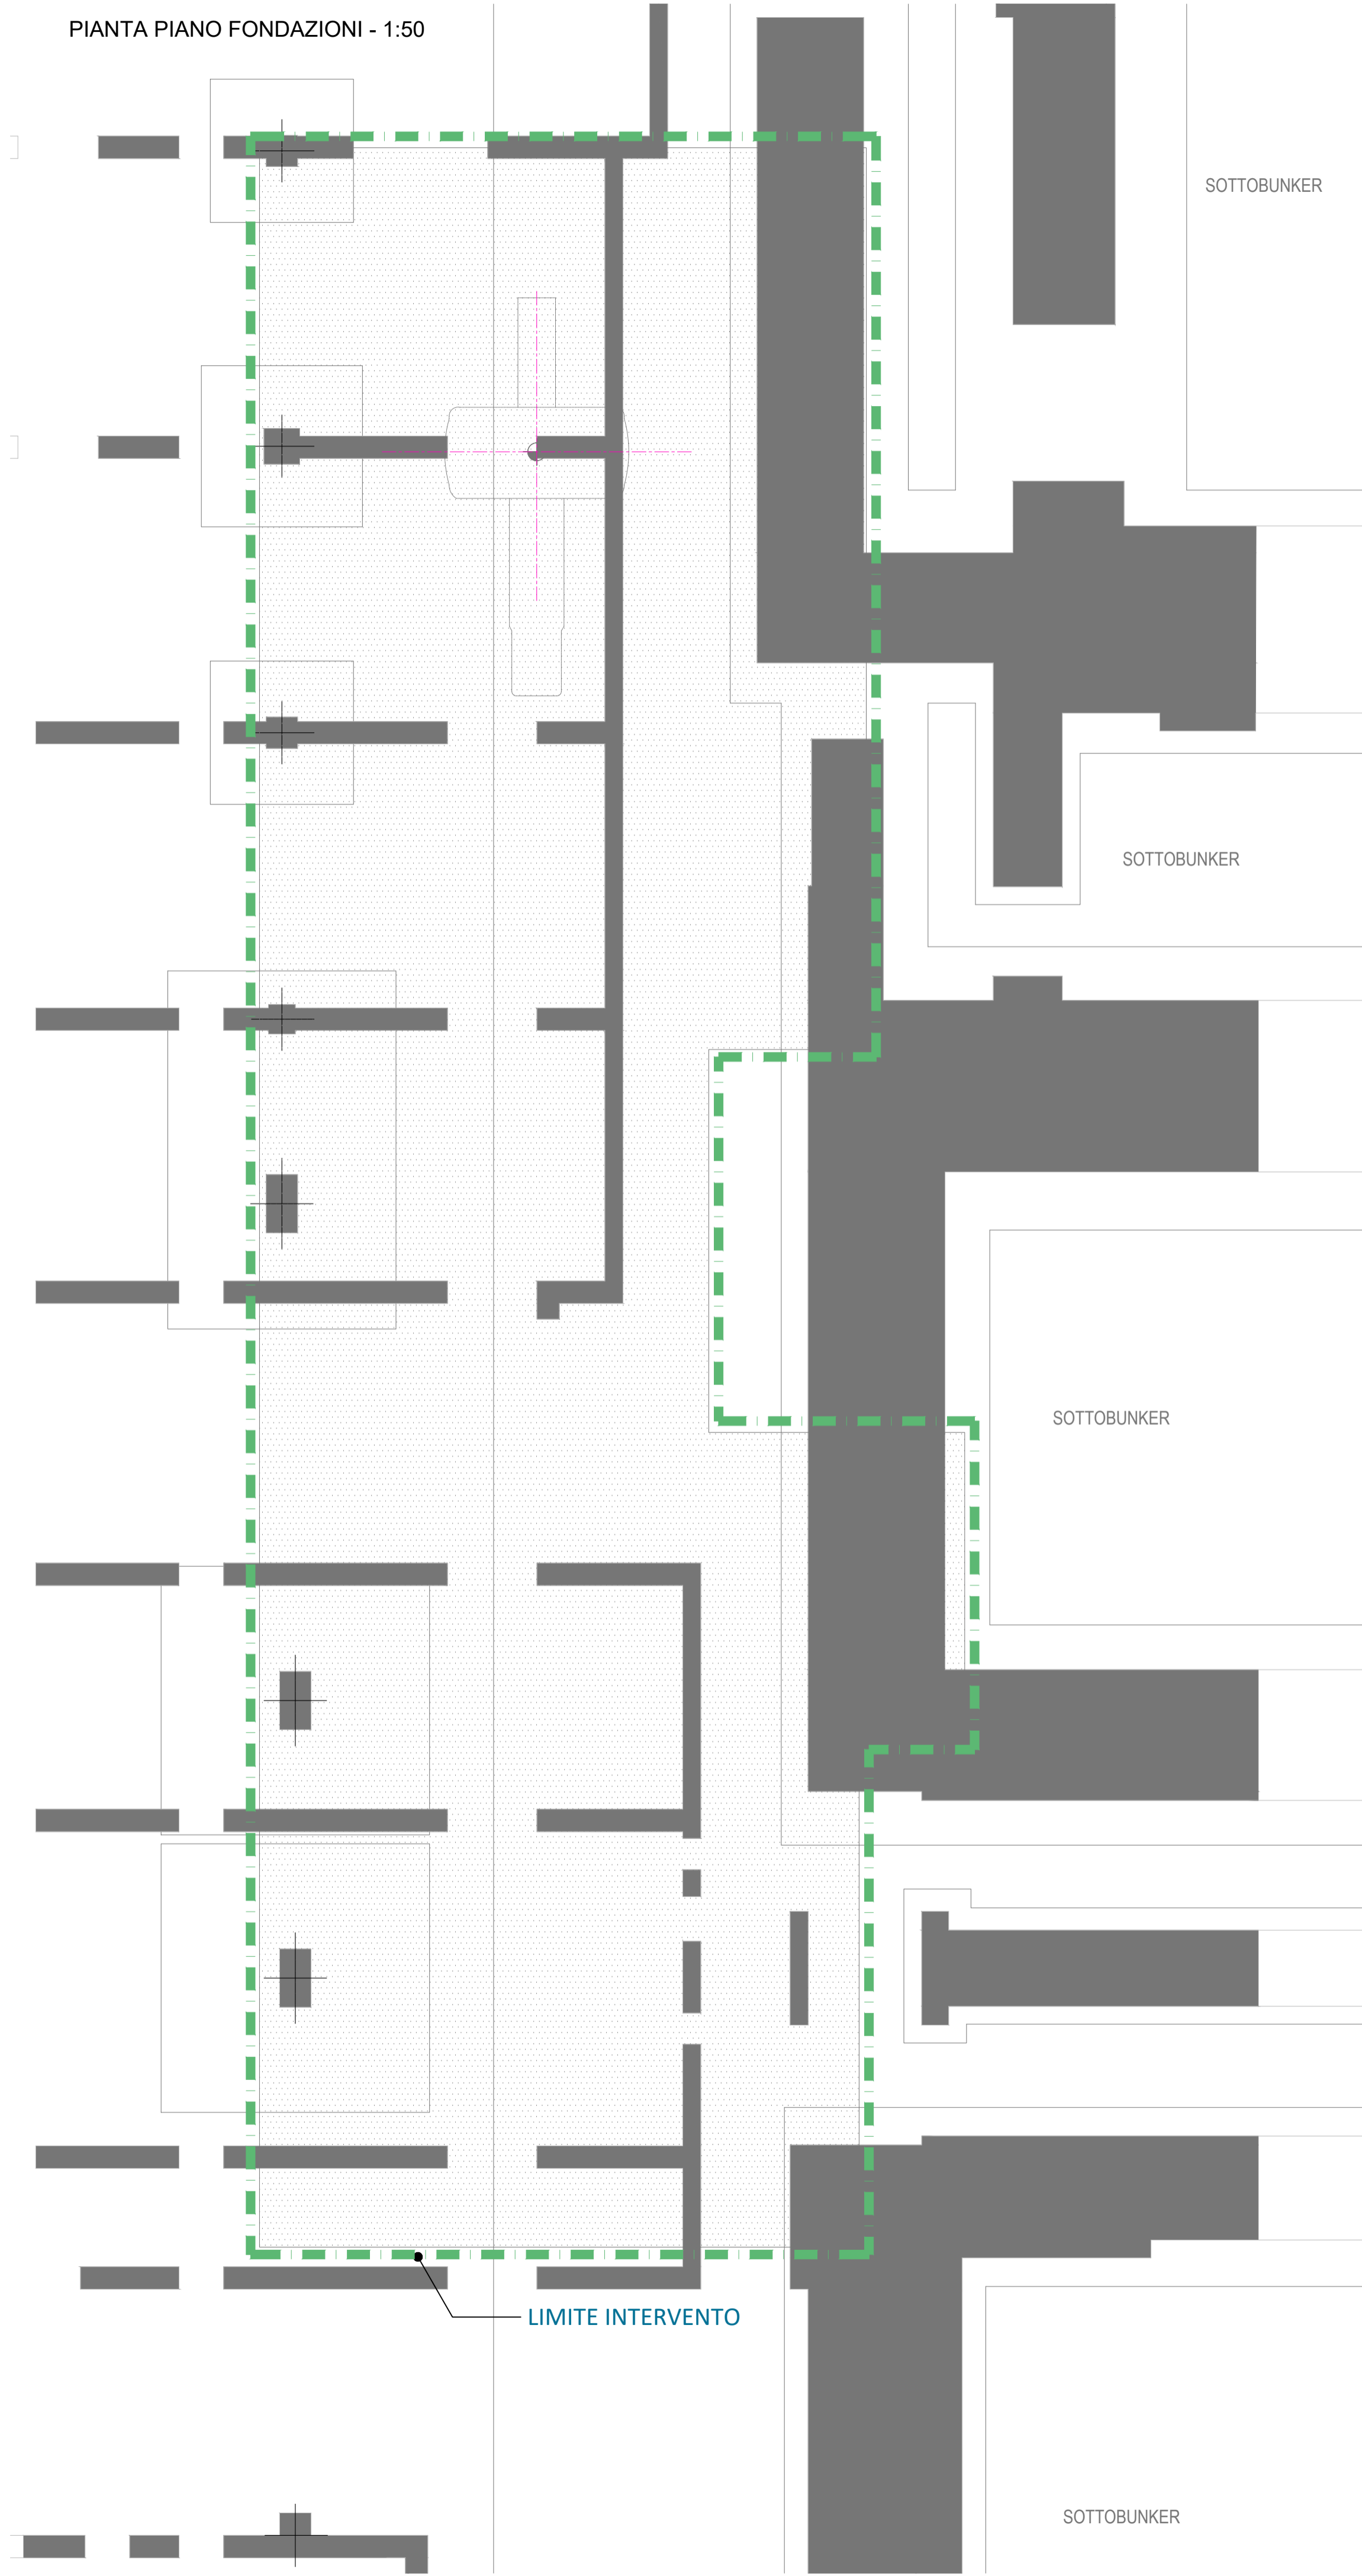 PIANTA PIANO FONDAZIONI - 1:50
SOTTOBUNKER
SOTTOBUNKER
SOTTOBUNKER
LIMITE INTERVENTO
SOTTOBUNKER